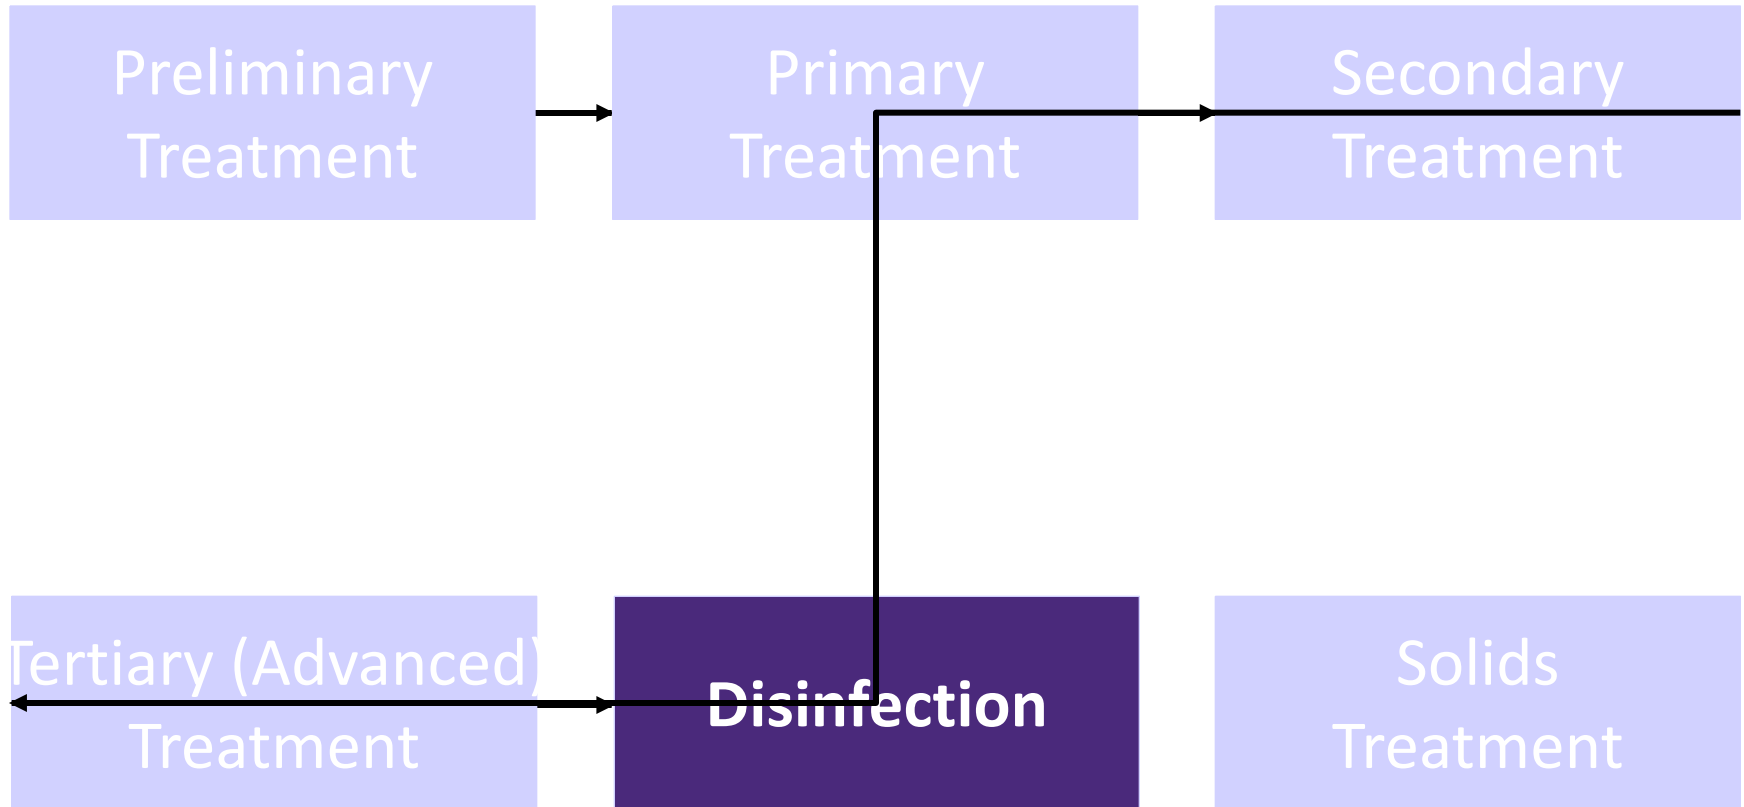 Preliminary
Treatment
Primary
Treatment
Secondary
Treatment
Tertiary (Advanced)
Treatment
Disinfection
Solids
Treatment